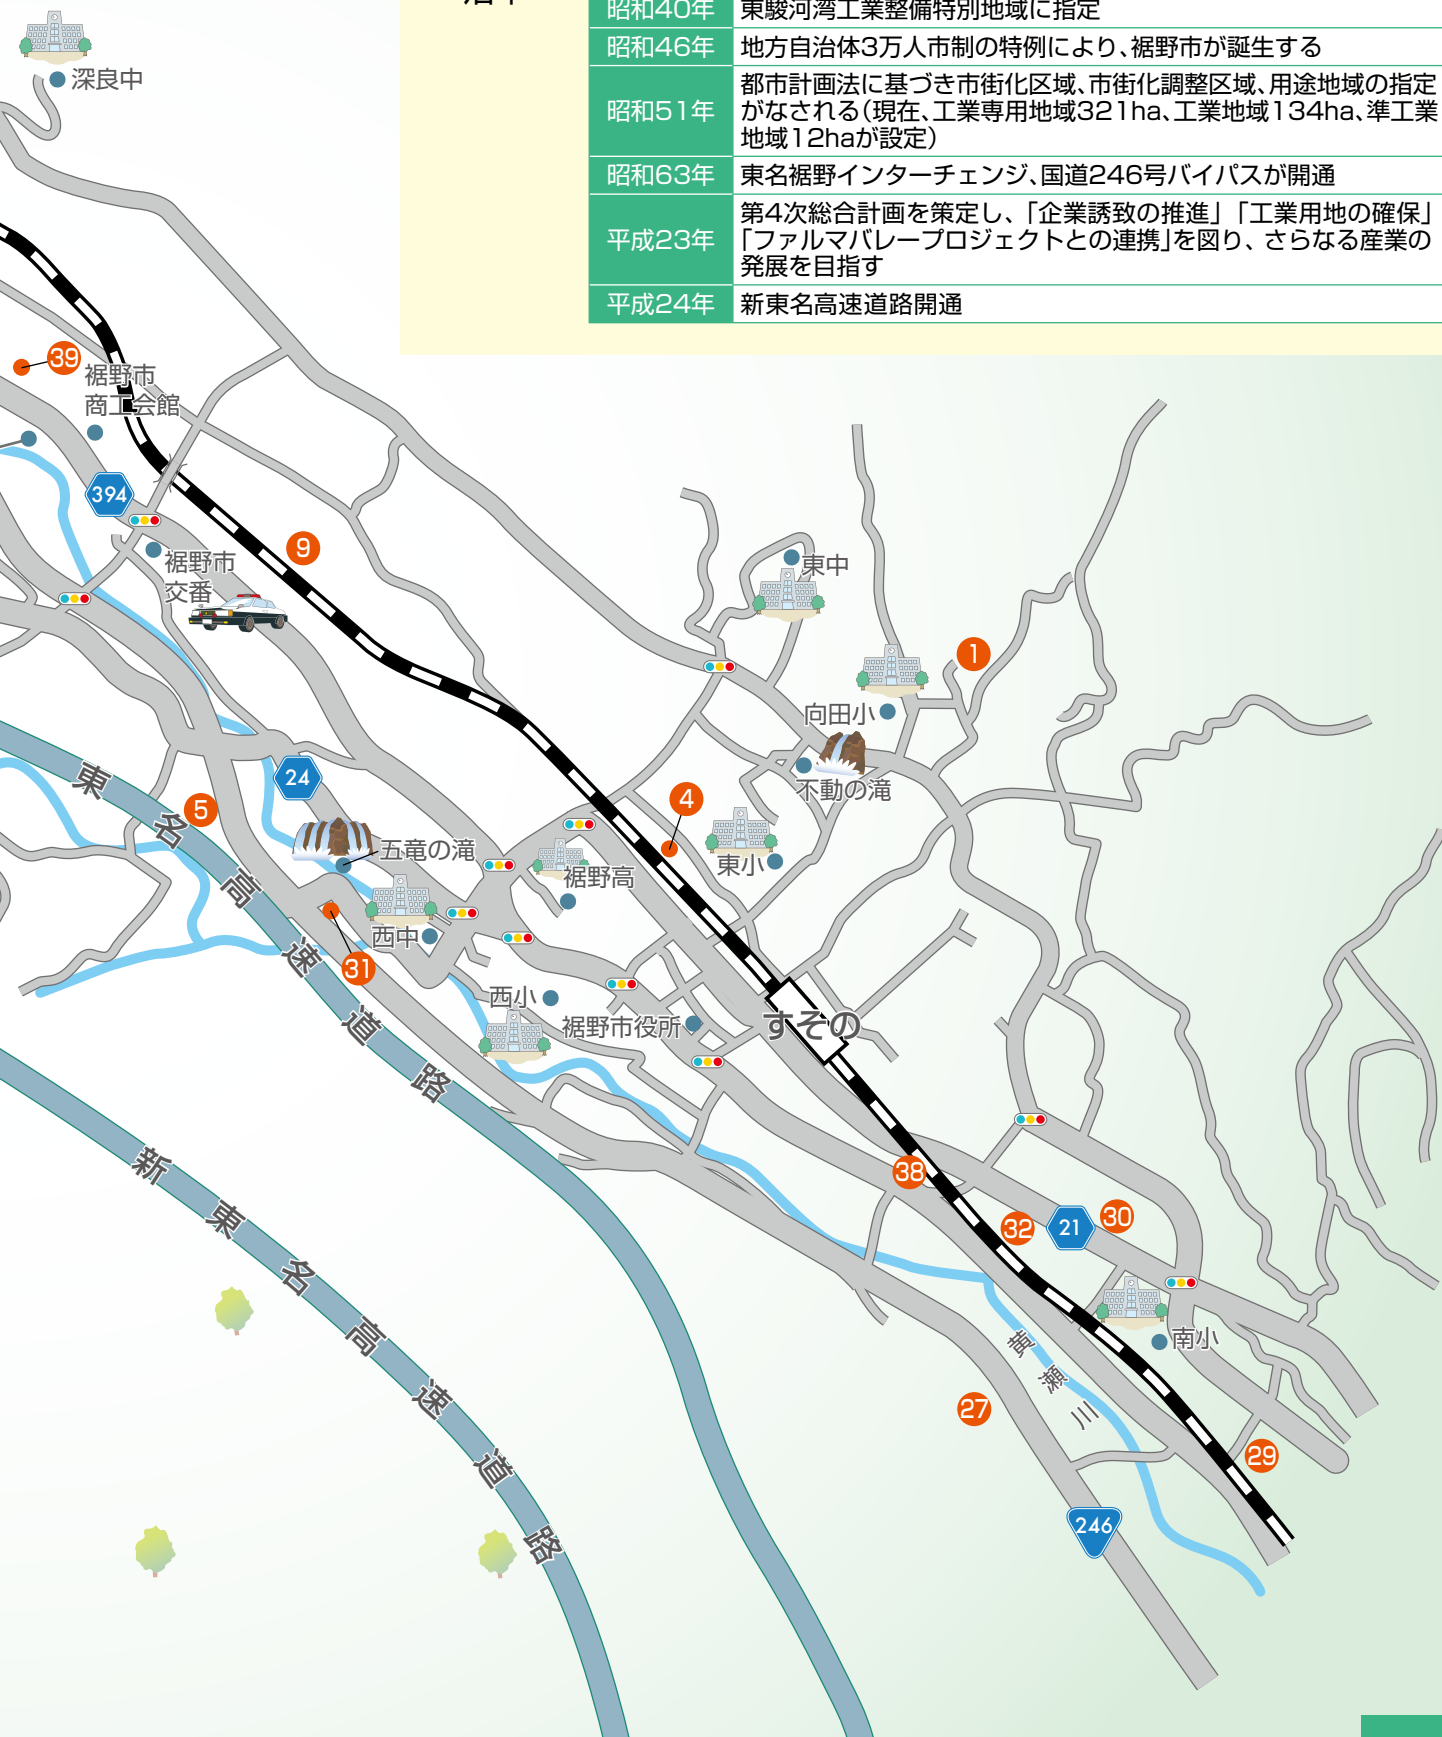 昭和40年 東駿河湾工業整備特別地域に指定
昭和46年 地方自治体3万人市制の特例により、裾野市が誕生する
昭和51年 都市計画法に基づき市街化区域、市街化調整区域、用途地域の指定
がなされる(現在、工業専用地域321ha、工業地域134ha、準工業
地域12haが設定)
昭和63年 東名裾野インターチェンジ、国道246号バイパスが開通
平成23年 第4次総合計画を策定し、「企業誘致の推進」「工業用地の確保」
「ファルマバレープロジェクトとの連携」を図り、さらなる産業の
発展を目指す
平成24年 新東名高速道路開通
深良中
39
裾野市
商工会館
394
裾野市
交番
9
東中
1
向田小
不動の滝
24
5
4
東小
五竜の滝
裾野高
西中
31
西小
裾野市役所
すその
東名高速道路
新東名高速道路
38
32
21
30
南小
黄瀬川
27
29
246